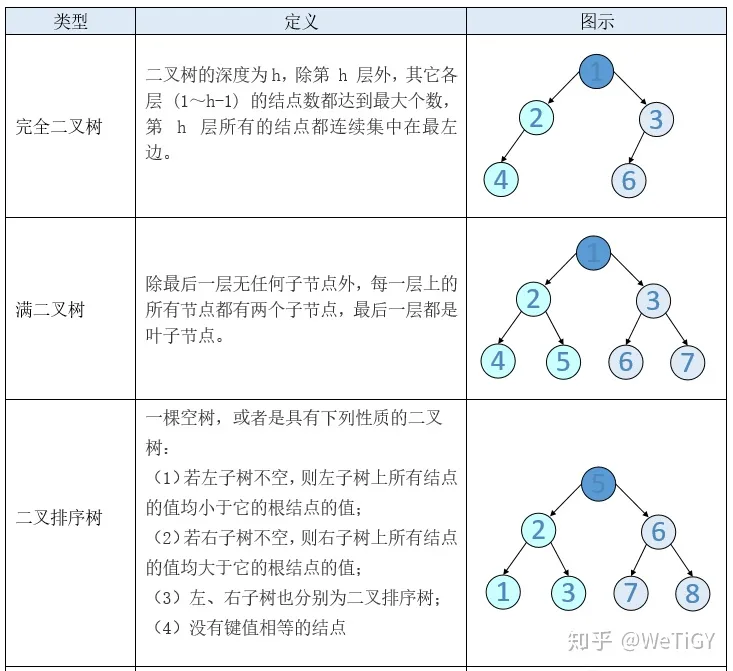 类型 定义 图示
完全二叉树
二叉树的深度为h，除第 h 层外，其它各
层 (1～h-1) 的结点数都达到最大个数，
第 h 层所有的结点都连续集中在最左
边。
1
2 3
4 6
满二叉树
除最后一层无任何子节点外，每一层上的
所有节点都有两个子节点，最后一层都是
叶子节点。
1
2 3
4 5 6 7
二叉排序树
一棵空树，或者是具有下列性质的二叉
树：
（1）若左子树不空，则左子树上所有结点
的值均小于它的根结点的值；
（2）若右子树不空，则右子树上所有结点
的值均大于它的根结点的值；
（3）左、右子树也分别为二叉排序树；
（4）没有键值相等的结点
5
2 6
1 3 7 8
知乎 @WeTiGY